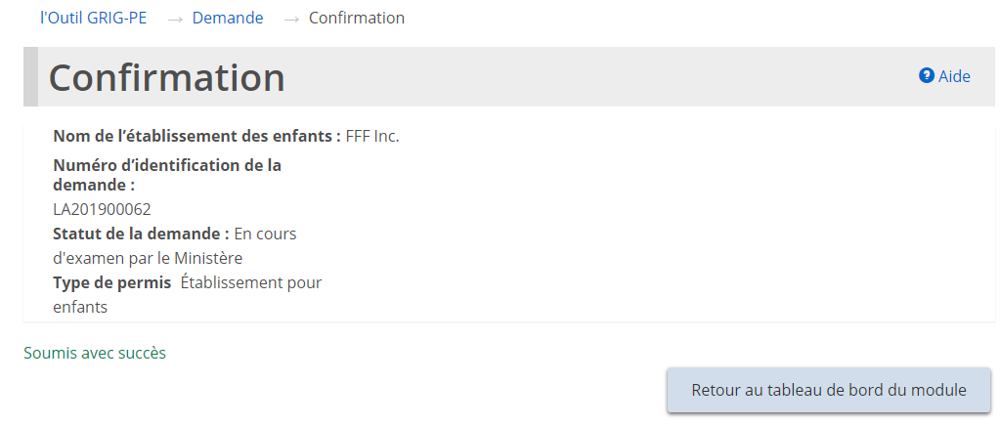 l'Outil GRIG-PE → Demande → Confirmation
Confirmation
Aide
Nom de l’établissement des enfants : FFF Inc.
Numéro d’identification de la
demande :
LA201900062
Statut de la demande : En cours
d'examen par le Ministère
Type de permis Établissement pour
enfants
Soumis avec succès
Retour au tableau de bord du module